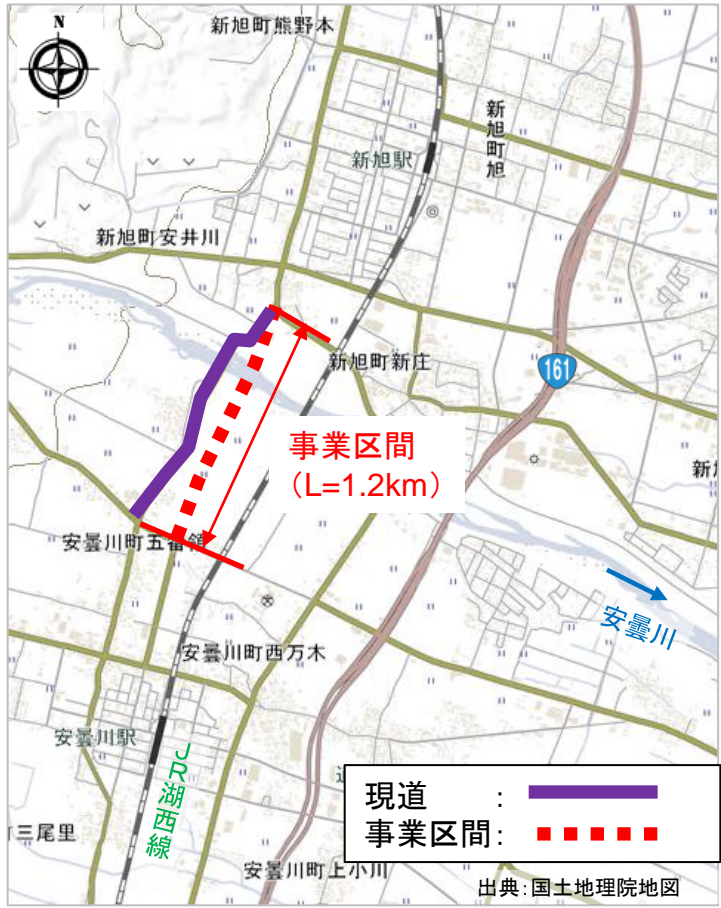 N
新旭町熊野本
新旭町旭
新旭駅
新旭町安井川
新旭町新庄
161
事業区間
（L=1.2km）
安曇川町五番領
安曇川
安曇川町西万木
安曇川駅
JR湖西線
三尾里
安曇川町上小川
現道 :
事業区間:
出典:国土地理院地図